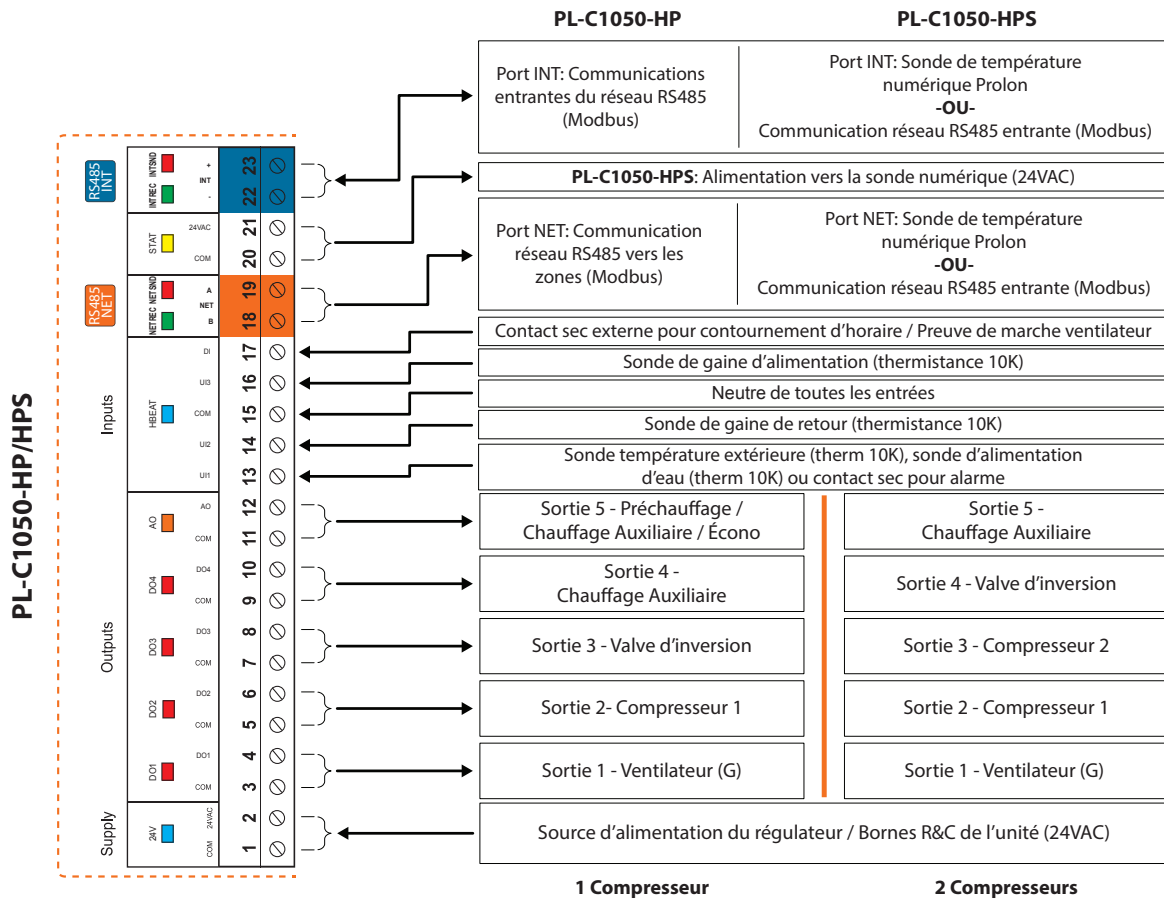 PL-C1050-HP
PL-C1050-HPS
Port INT: Communications
entrantes du réseau RS485
(Modbus)
Port INT: Sonde de température
numérique Prolon
-OU-
Communication réseau RS485 entrante (Modbus)
PL-C1050-HPS: Alimentation vers la sonde numérique (24VAC)
Port NET: Communication
réseau RS485 vers les
zones (Modbus)
Port NET: Sonde de température
numérique Prolon
-OU-
Communication réseau RS485 entrante (Modbus)
Contact sec externe pour contournement d'horaire / Preuve de marche ventilateur
Sonde de gaine d'alimentation (thermistance 10K)
Neutre de toutes les entrées
Sonde de gaine de retour (thermistance 10K)
Sonde température extérieure (therm 10K), sonde d'alimentation
d'eau (therm 10K) ou contact sec pour alarme
Sortie 5 - Préchauffage /
Chauffage Auxiliaire / Écono
Sortie 5 -
Chauffage Auxiliaire
Sortie 4 -
Chauffage Auxiliaire
Sortie 4 - Valve d'inversion
Sortie 3 - Valve d'inversion
Sortie 3 - Compresseur 2
Sortie 2- Compresseur 1
Sortie 2 - Compresseur 1
Sortie 1 - Ventilateur (G)
Sortie 1 - Ventilateur (G)
Source d'alimentation du régulateur / Bornes R&C de l'unité (24VAC)
1 Compresseur
2 Compresseurs
PL-C1050-HP/HPS
RS485
INT
INTREC INTSND
+
INT
-
23
22
STAT
24VAC
COM
21
20
RS485
NET
NETREC NETSND
A
NET
B
19
18
Inputs
HBEAT
DI
17
UI3
16
COM
15
UI2
14
UI1
13
Outputs
AO
AO
12
COM
11
DO4
DO4
10
COM
9
DO3
DO3
8
COM
7
DO2
DO2
6
COM
5
DO1
DO1
4
COM
3
Supply
24V
24VAC
2
COM
1